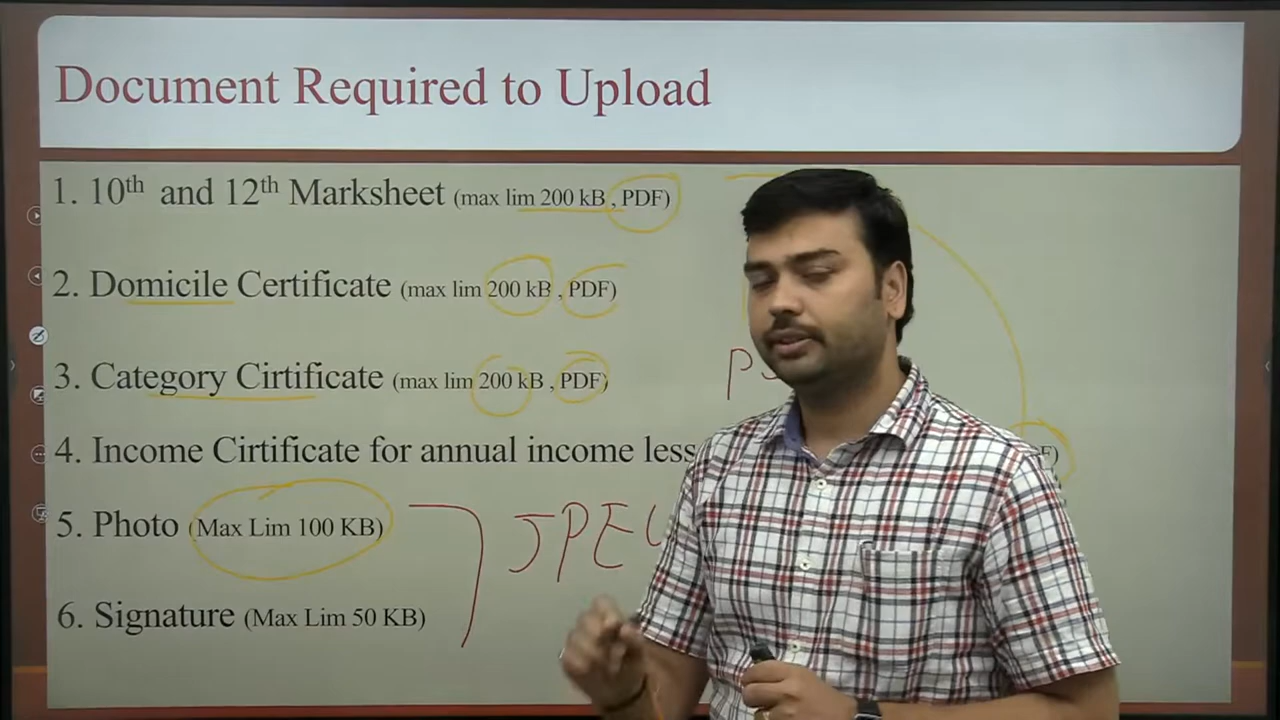 Document Required to Upload
1. 10th and 12th Marksheet (max lim 200 kB , PDF)
2. Domicile Certificate (max lim 200 kB , PDF)
3. Category Cirtificate (max lim 200 kB , PDF)
4. Income Cirtificate for annual income less
5. Photo (Max Lim 100 KB)
JPE
6. Signature (Max Lim 50 KB)